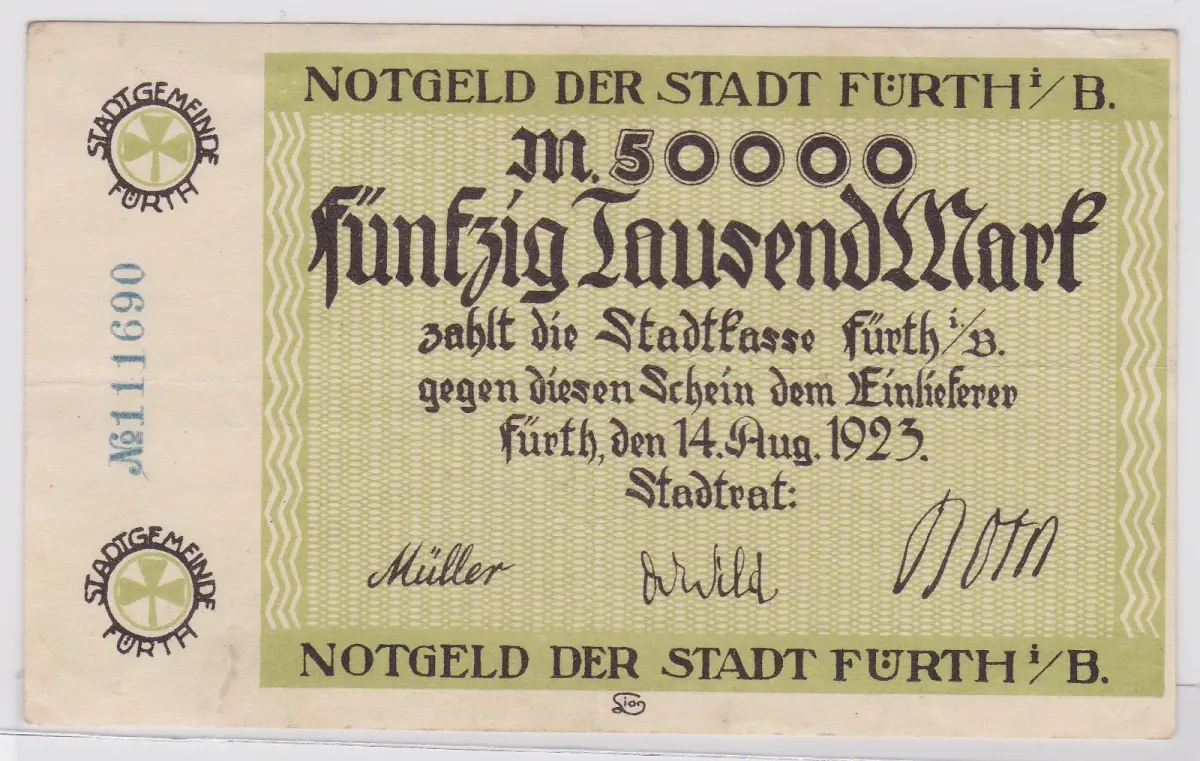 STADTGEMEINDE
FÜRTH
№111690
STADTGEMEINDE
FÜRTH
NOTGELD DER STADT FÜRTH i/B.
M. 50000
Fünfzig Tausend Mark
zahlt die Stadtkasse Fürth i/B.
gegen diesen Schein dem Einlieferer
Fürth, den 14. Aug. 1923.
Stadtrat:
Müller
NOTGELD DER STADT FÜRTH i/B.
Lion